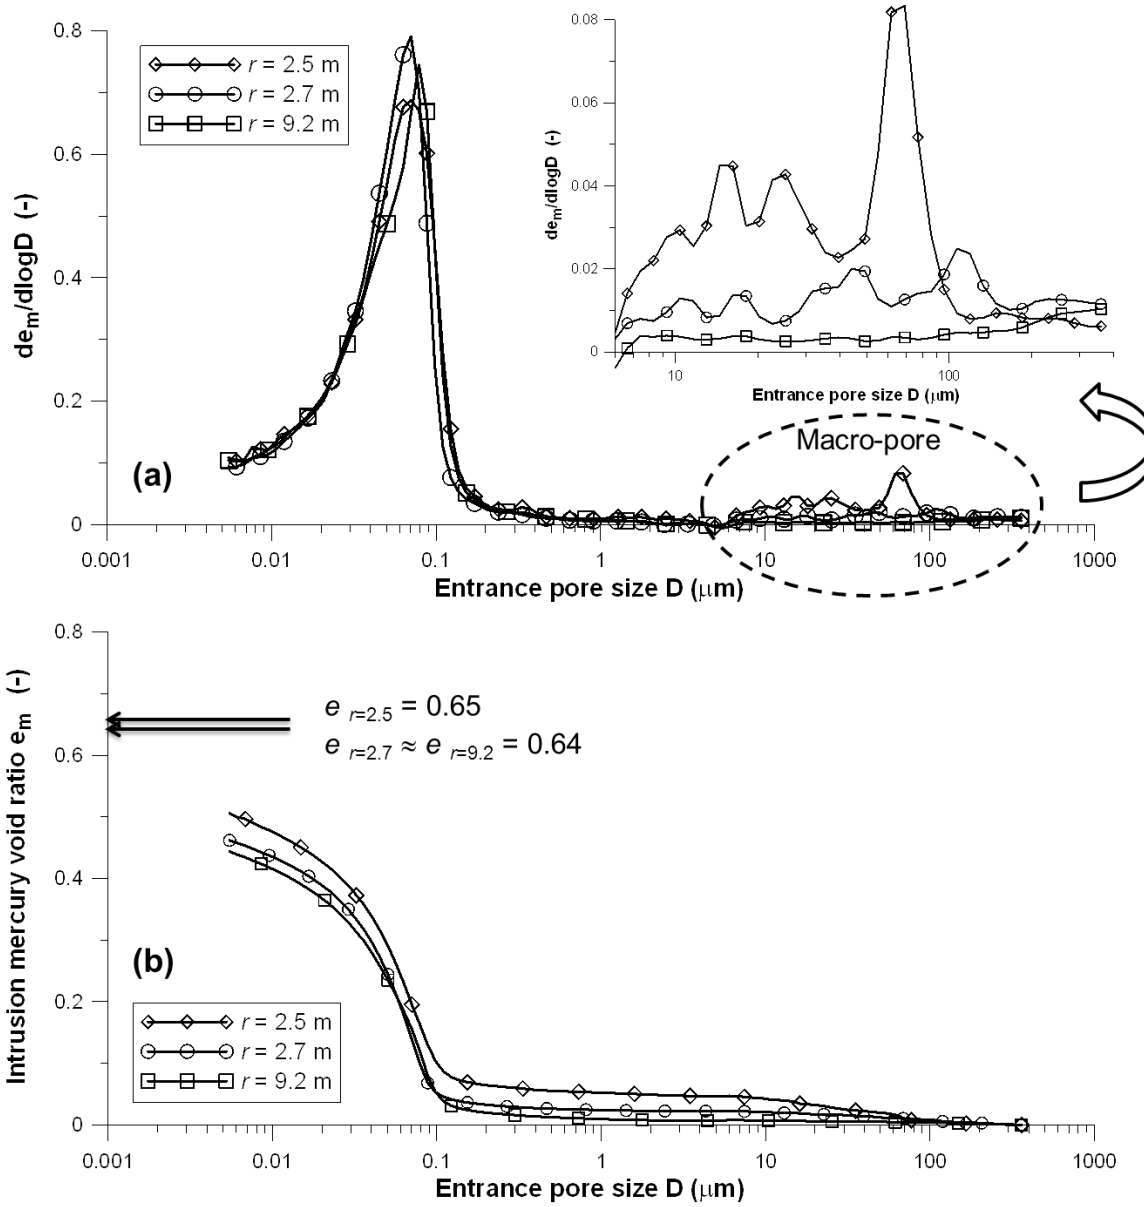 0.8
0.6
0.4
0.2
0
de_m/dlogD (-)
r = 2.5 m
r = 2.7 m
r = 9.2 m
(a)
0.001
0.01
0.1
1
10
100
1000
Entrance pore size D (μm)
0.08
0.06
0.04
0.02
0
de_m/dlogD (-)
10
100
Entrance pore size D (μm)
Macro-pore
0.8
0.6
0.4
0.2
0
Intrusion mercury void ratio e_m (-)
e r=2.5 = 0.65
e r=2.7 ≈ e r=9.2 = 0.64
(b)
r = 2.5 m
r = 2.7 m
r = 9.2 m
0.001
0.01
0.1
1
10
100
1000
Entrance pore size D (μm)